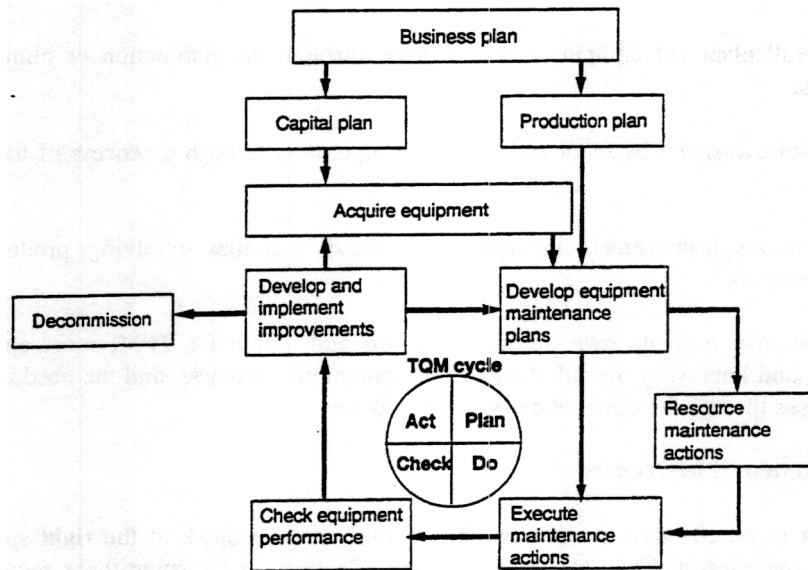 Business plan
Capital plan
Production plan
Acquire equipment
Decommission
Develop and
implement
improvements
Develop equipment
maintenance
plans
TQM cycle
Act
Plan
Check
Do
Resource
maintenance
actions
Check equipment
performance
Execute
maintenance
actions